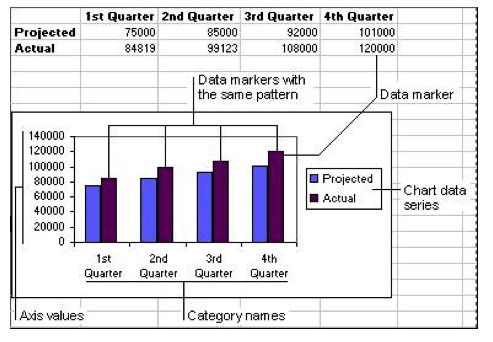 1st Quarter 2nd Quarter 3rd Quarter 4th Quarter
Projected 75000 85000 92000 101000
Actual 84819 99123 108000 120000
Data markers with
the same pattern
Data marker
140000
120000
100000
80000
60000
40000
20000
0
1st Quarter
2nd Quarter
3rd Quarter
4th Quarter
Projected
Actual
Chart data
series
Axis values
Category names